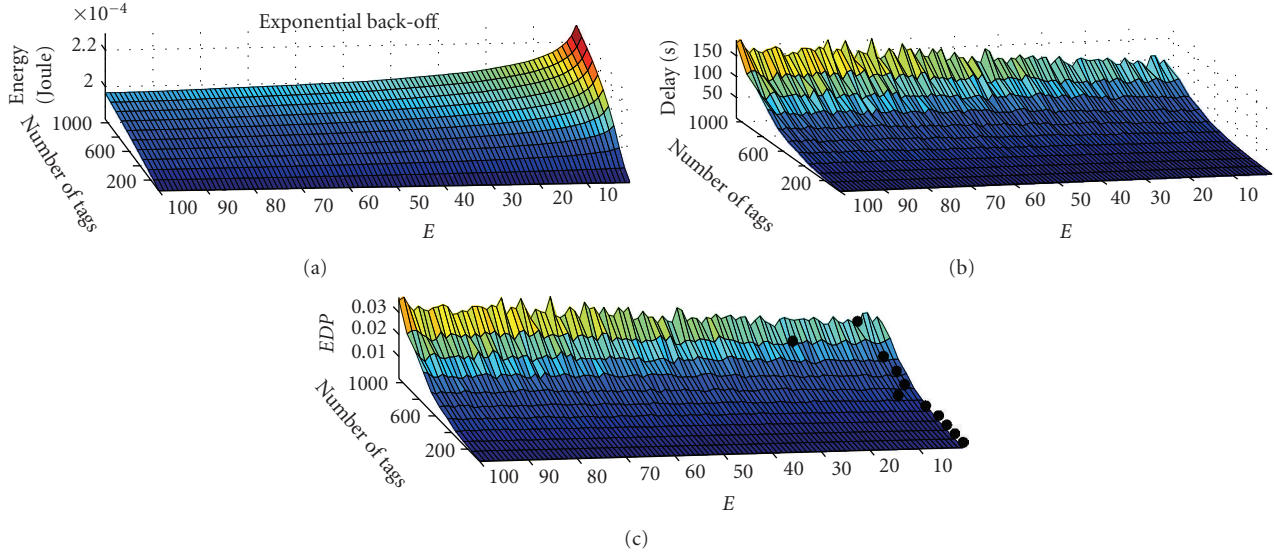 ×10⁻⁴
Exponential back-off
2.2
2
Energy
(Joule)
1000
600
200
Number of tags
100 90 80 70 60 50 40 30 20 10
E
(a)
150
100
50
Delay (s)
1000
600
200
Number of tags
100 90 80 70 60 50 40 30 20 10
E
(b)
0.03
0.02
0.01
EDP
1000
600
200
Number of tags
100 90 80 70 60 50 40 30 20 10
E
(c)